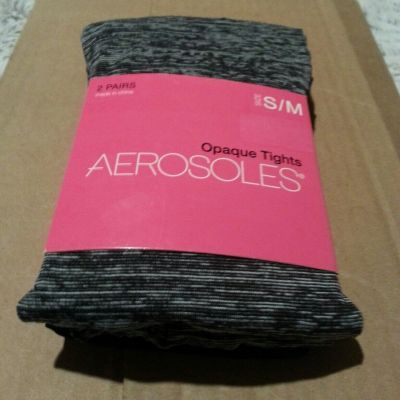 2 PAIRS
made in china
SIZE S/M
Opaque Tights
AEROSOLES®